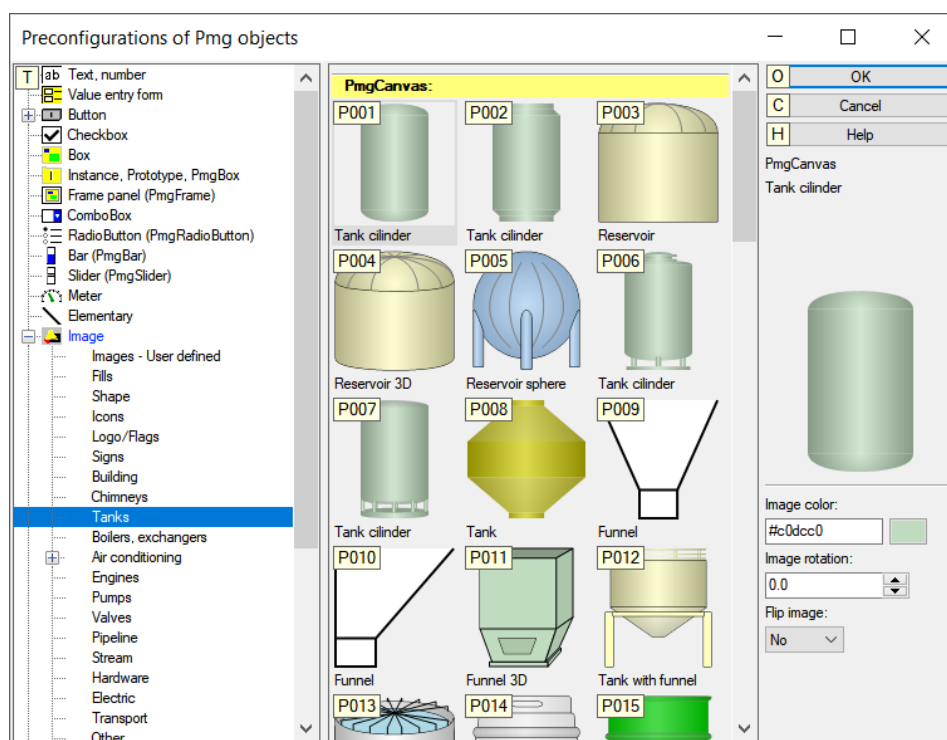 Preconfigurations of Pmg objects
T
ab Text, number
Value entry form
Button
Checkbox
Box
Instance, Prototype, PmgBox
Frame panel (PmgFrame)
ComboBox
RadioButton (PmgRadioButton)
Bar (PmgBar)
Slider (PmgSlider)
Meter
Elementary
Image
Images - User defined
Fills
Shape
Icons
Logo/Flags
Signs
Building
Chimneys
Tanks
Boilers, exchangers
Air conditioning
Engines
Pumps
Valves
Pipeline
Stream
Hardware
Electric
Transport
Other
PmgCanvas:
P001 P002 P003
Tank cylinder Tank cylinder Reservoir
P004 P005 P006
Reservoir 3D Reservoir sphere Tank cilinder
P007 P008 P009
Tank cilinder Tank Funnel
P010 P011 P012
Funnel Funnel 3D Tank with funnel
P013 P014 P015
O OK
C Cancel
H Help
PmgCanvas
Tank cilinder
Image color:
#c0dcc0
Image rotation:
0.0
Flip image:
No